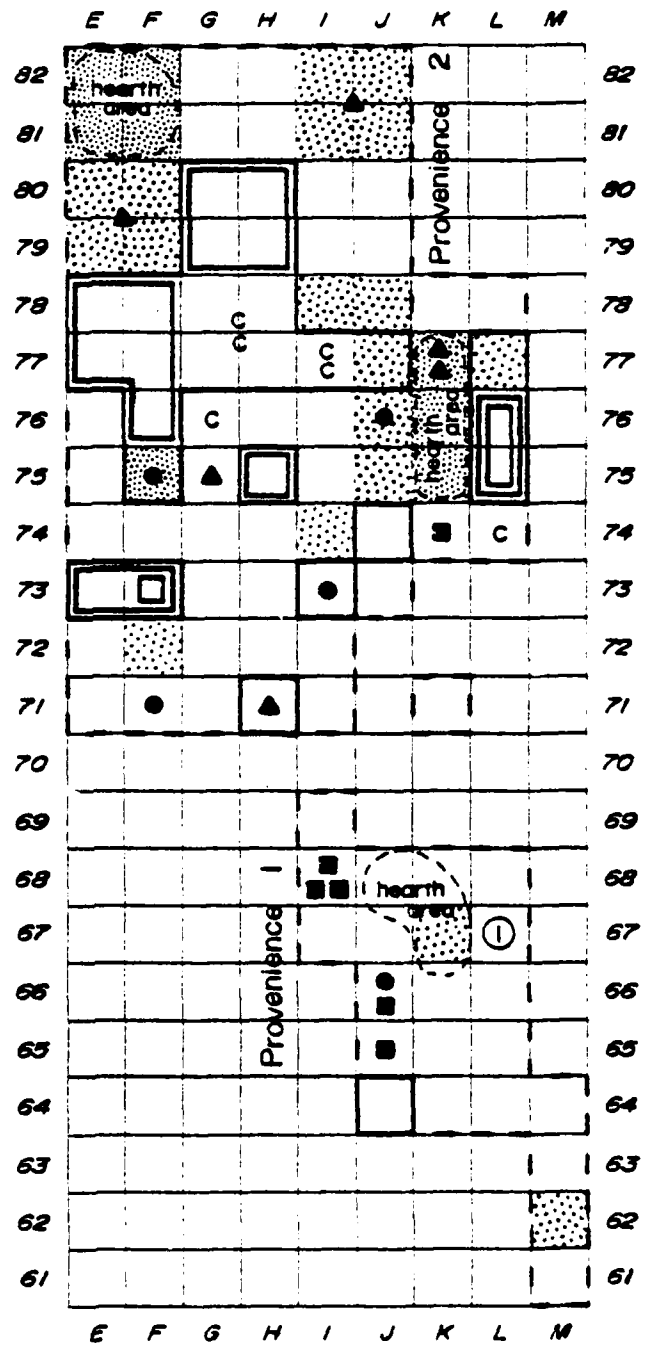 E F G H I J K L M
82 82
hearth
area
2
81 81
80 80
Provenience
79 79
78 78
C C
77 77
C C
76 C 76
hearth
area
75 75
74 C 74
73 73
72 72
71 71
70 70
69 69
68 1 hearth 68
area
67 1 67
66 66
Provenience
65 65
64 64
63 63
62 62
61 61
E F G H I J K L M